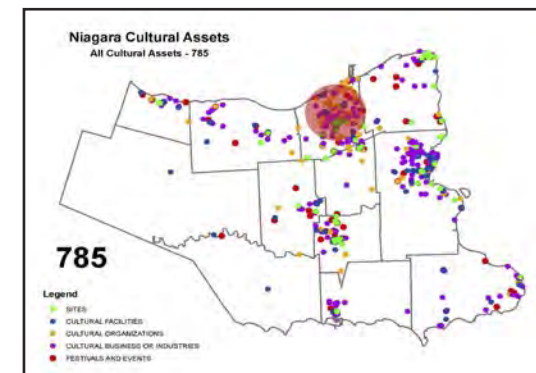 Niagara Cultural Assets
All Cultural Assets - 785
785
Legend
SITES
CULTURAL FACILITIES
CULTURAL ORGANIZATIONS
CULTURAL BUSINESS OR INDUSTRIES
FESTIVALS AND EVENTS